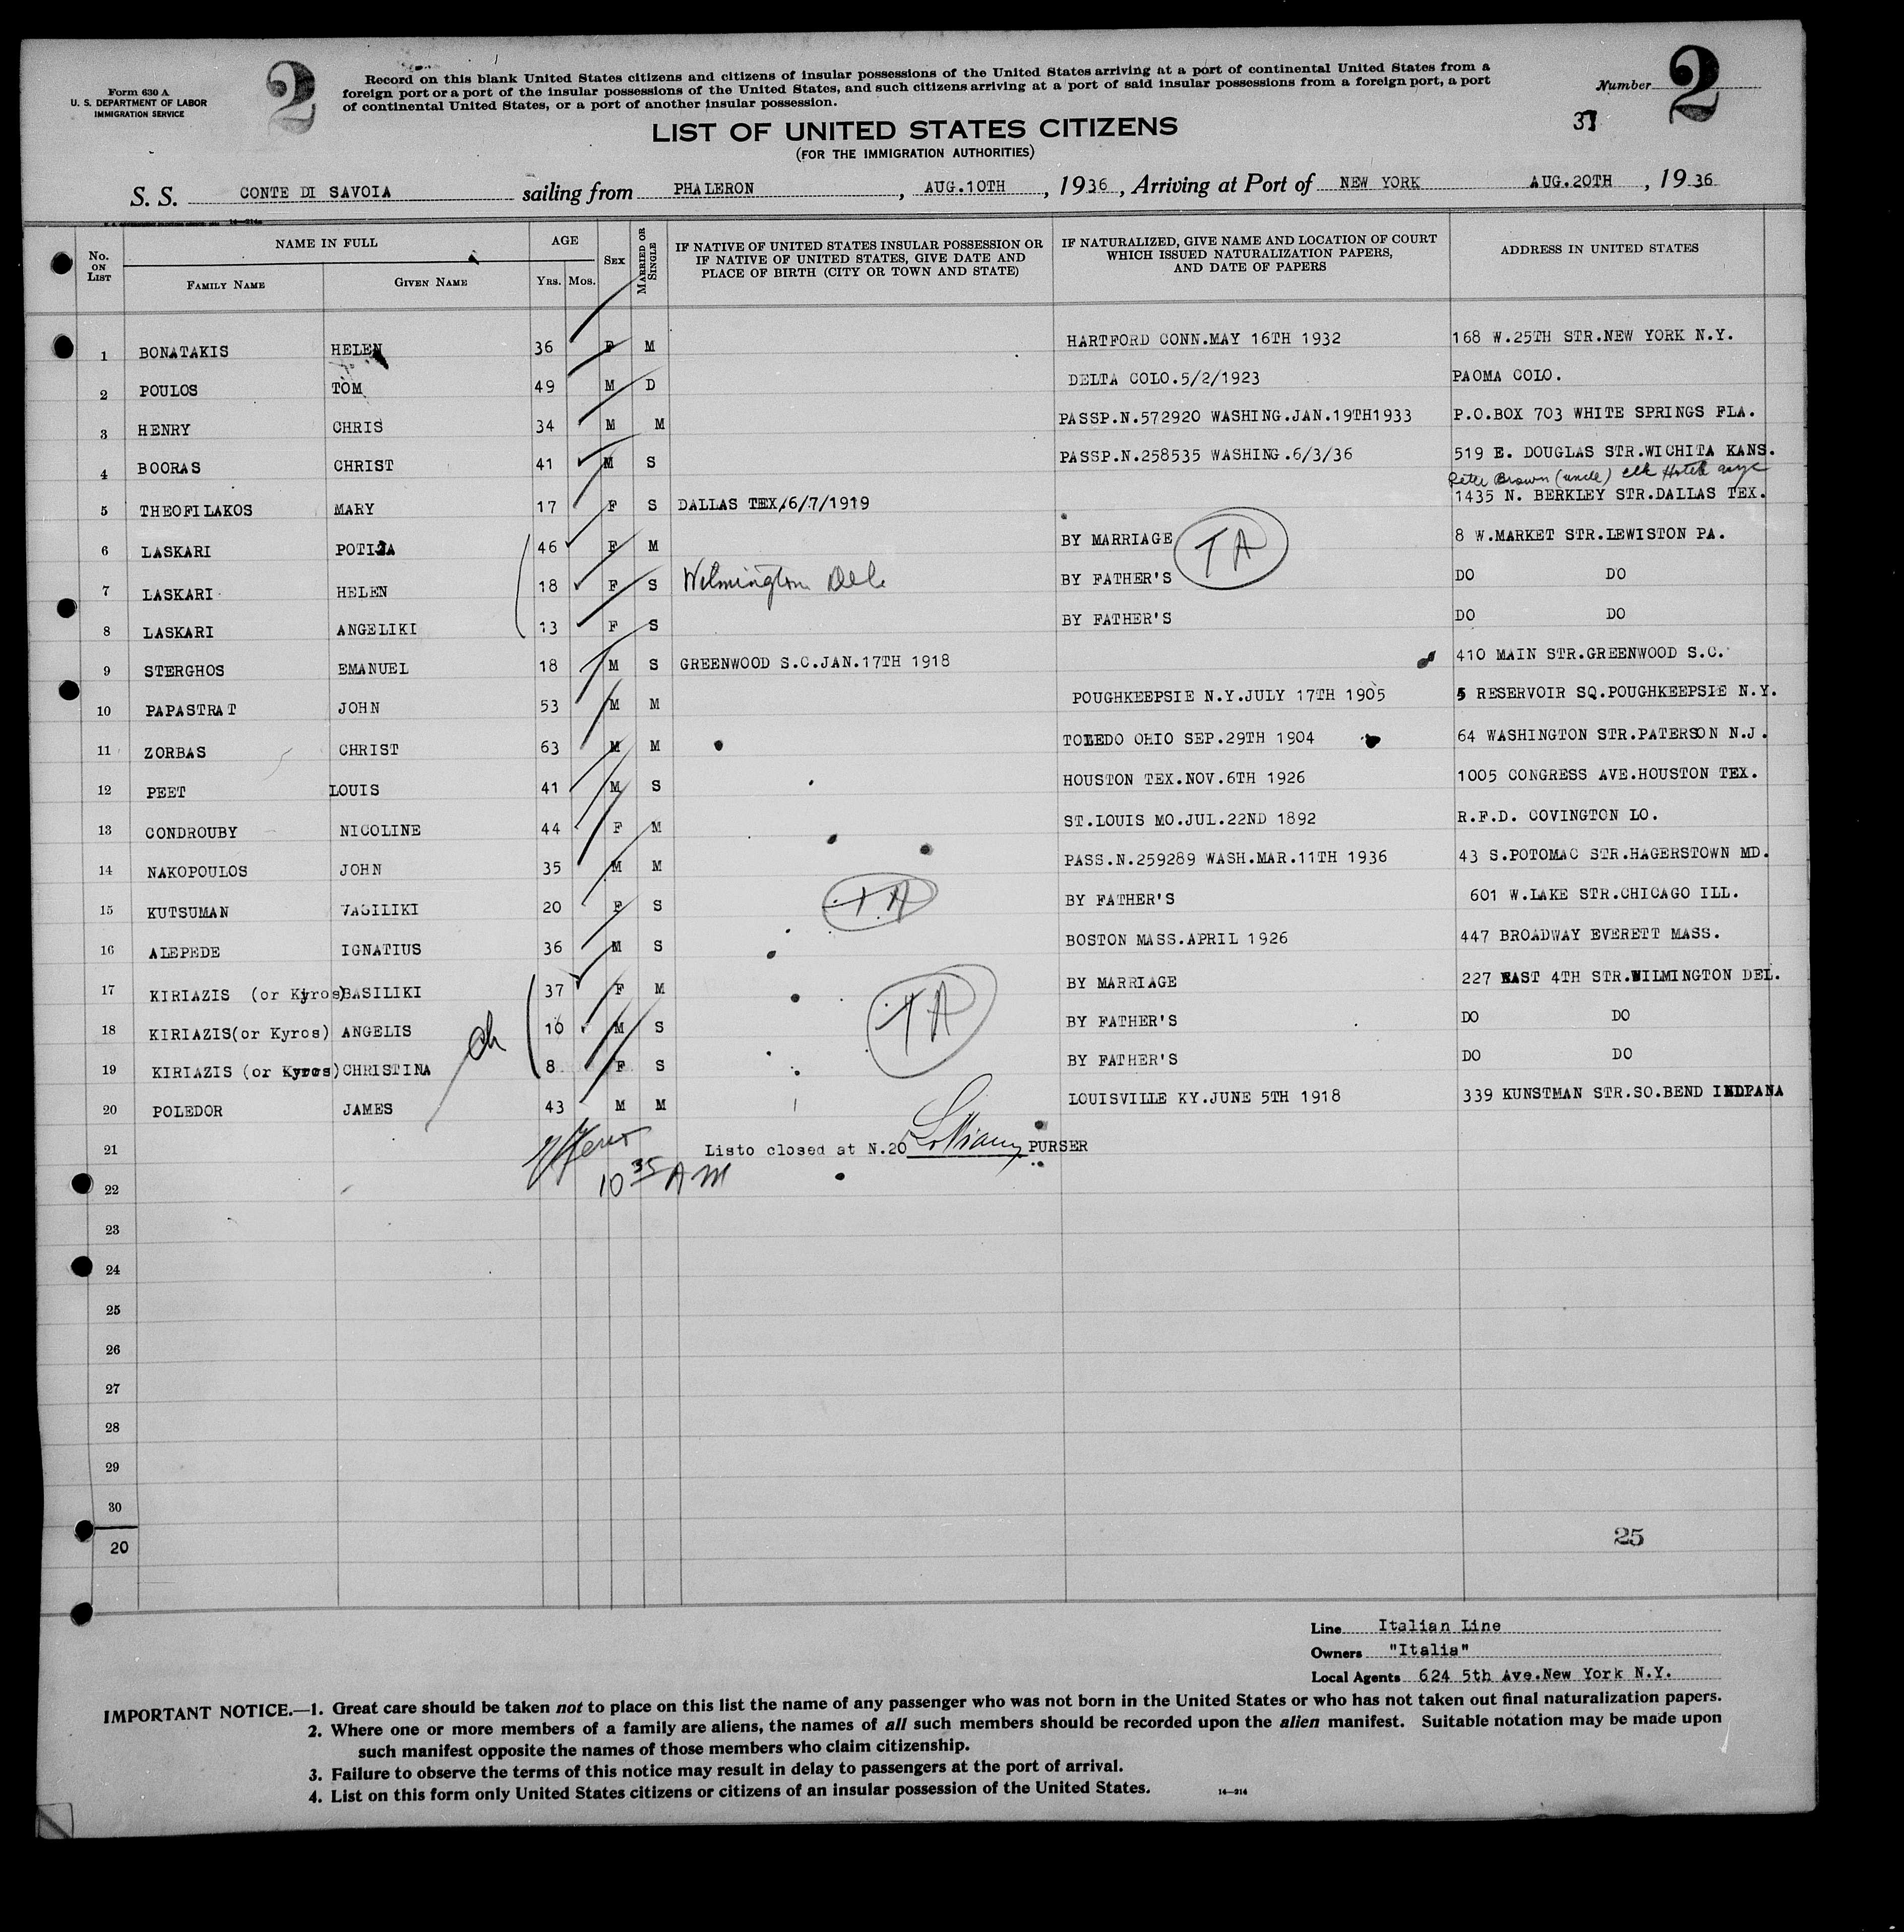 Form 630 A
U. S. DEPARTMENT OF LABOR
IMMIGRATION SERVICE
2
Record on this blank United States citizens and citizens of insular possessions of the United States arriving at a port of continental United States from a
foreign port or a port of the insular possessions of the United States, and such citizens arriving at a port of said insular possessions from a foreign port, a port
of continental United States, or a port of another insular possession.
Number 2
LIST OF UNITED STATES CITIZENS
(FOR THE IMMIGRATION AUTHORITIES)
S. S. CONTE DI SAVOIA sailing from PHALERON, AUG.10TH, 1936, Arriving at Port of NEW YORK AUG.20TH, 1936
No. ON LIST NAME IN FULL AGE SEX MARRIED OR SINGLE IF NATIVE OF UNITED STATES INSULAR POSSESSION OR IF NATIVE OF UNITED STATES, GIVE DATE AND PLACE OF BIRTH (CITY OR TOWN AND STATE) IF NATURALIZED, GIVE NAME AND LOCATION OF COURT WHICH ISSUED NATURALIZATION PAPERS, AND DATE OF PAPERS ADDRESS IN UNITED STATES
FAMILY NAME GIVEN NAME YRS. MOS.
1 BONATAKIS HELEN 36 F M HARTFORD CONN.MAY 16TH 1932 168 W.25TH STR.NEW YORK N.Y.
2 POULOS TOM 49 M D DELTA COLO.5/2/1923 PAOMA COLO.
3 HENRY CHRIS 34 M M PASSP.N.572920 WASHING.JAN.19TH1933 P.O.BOX 703 WHITE SPRINGS FLA.
4 BOORAS CHRIST 41 M S PASSP.N.258535 WASHING.6/3/36 519 E. DOUGLAS STR.WICHITA KANS.
Peter Brown (uncle) Elk Hotel nyc
5 THEOFILAKOS MARY 17 F S DALLAS TEX,6/7/1919 1435 N. BERKLEY STR.DALLAS TEX.
6 LASKARI 46 F M BY MARRIAGE TA 8 W.MARKET STR.LEWISTON PA.
7 LASKARI HELEN 18 F S Wilmington Del BY FATHER'S DO DO
8 LASKARI ANGELIKI 13 F S BY FATHER'S DO DO
9 STERGHOS EMANUEL 18 M S GREENWOOD S.C.JAN.17TH 1918 410 MAIN STR.GREENWOOD S.C.
10 PAPASTRAT JOHN 53 M M POUGHKEEPSIE N.Y.JULY 17TH 1905 5 RESERVOIR SQ.POUGHKEEPSIE N.Y.
11 ZORBAS CHRIST 63 M M TOLEDO OHIO SEP.29TH 1904 64 WASHINGTON STR.PATERSON N.J.
12 PEET LOUIS 41 M S HOUSTON TEX.NOV.6TH 1926 1005 CONGRESS AVE.HOUSTON TEX.
13 CONDROUBY NICOLINE 44 F M ST.LOUIS MO.JUL.22ND 1892 R.F.D. COVINGTON LO.
14 NAKOPOULOS JOHN 35 M M PASS.N.259289 WASH.MAR.11TH 1936 43 S.POTOMAC STR.HAGERSTOWN MD.
15 KUTSUMAN VASILIKI 20 F S TA BY FATHER'S 601 W.LAKE STR.CHICAGO ILL.
16 ALEPEDE IGNATIUS 36 M S BOSTON MASS.APRIL 1926 447 BROADWAY EVERETT MASS.
17 KIRIAZIS (or Kyros) BASILIKI 37 F M BY MARRIAGE 227 EAST 4TH STR.WILMINGTON DEL.
18 KIRIAZIS(or Kyros) ANGELIS 10 M S TA BY FATHER'S DO DO
19 KIRIAZIS (or Kyros) CHRISTINA 8 F S BY FATHER'S DO DO
20 POLEDOR JAMES 43 M M LOUISVILLE KY.JUNE 5TH 1918 339 KUNSTMAN STR.SO.BEND INDIANA
21 Listo closed at N.20 PURSER
22 10 35 AM
23
24
25
26
27
28
29
30
20 25
Line Italian Line
Owners "Italia"
Local Agents 624 5th Ave.New York N.Y.
IMPORTANT NOTICE.—1. Great care should be taken not to place on this list the name of any passenger who was not born in the United States or who has not taken out final naturalization papers.
2. Where one or more members of a family are aliens, the names of all such members should be recorded upon the alien manifest. Suitable notation may be made upon
such manifest opposite the names of those members who claim citizenship.
3. Failure to observe the terms of this notice may result in delay to passengers at the port of arrival.
4. List on this form only United States citizens or citizens of an insular possession of the United States.
14—214